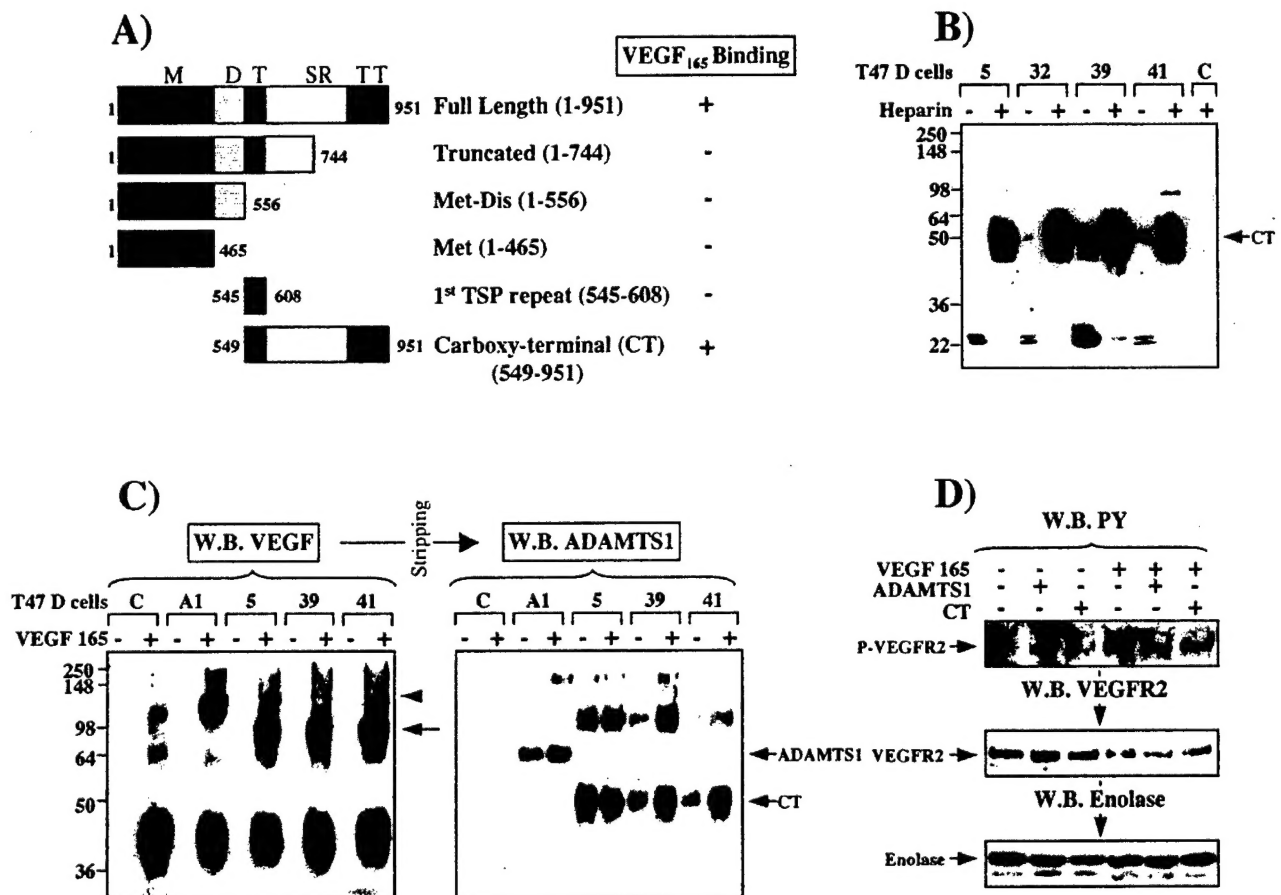 A)
M D T SR TT
VEGF165 Binding
1 951 Full Length (1-951) +
1 744 Truncated (1-744) -
1 556 Met-Dis (1-556) -
1 465 Met (1-465) -
545 608 1st TSP repeat (545-608) -
549 951 Carboxy-terminal (CT) +
(549-951)
B)
T47 D cells 5 32 39 41 C
Heparin - + - + - + - + +
250
148
98
64
50
36
22
CT
C)
W.B. VEGF
Stripping
W.B. ADAMTS1
T47 D cells C A1 5 39 41 C A1 5 39 41
VEGF 165 - + - + - + - + - + - + - + - + - + - +
250
148
98
64
50
36
ADAMTS1
CT
D)
W.B. PY
VEGF 165 - - - + + +
ADAMTS1 - + - - + -
CT - - + - - +
P-VEGFR2
W.B. VEGFR2
VEGFR2
W.B. Enolase
Enolase